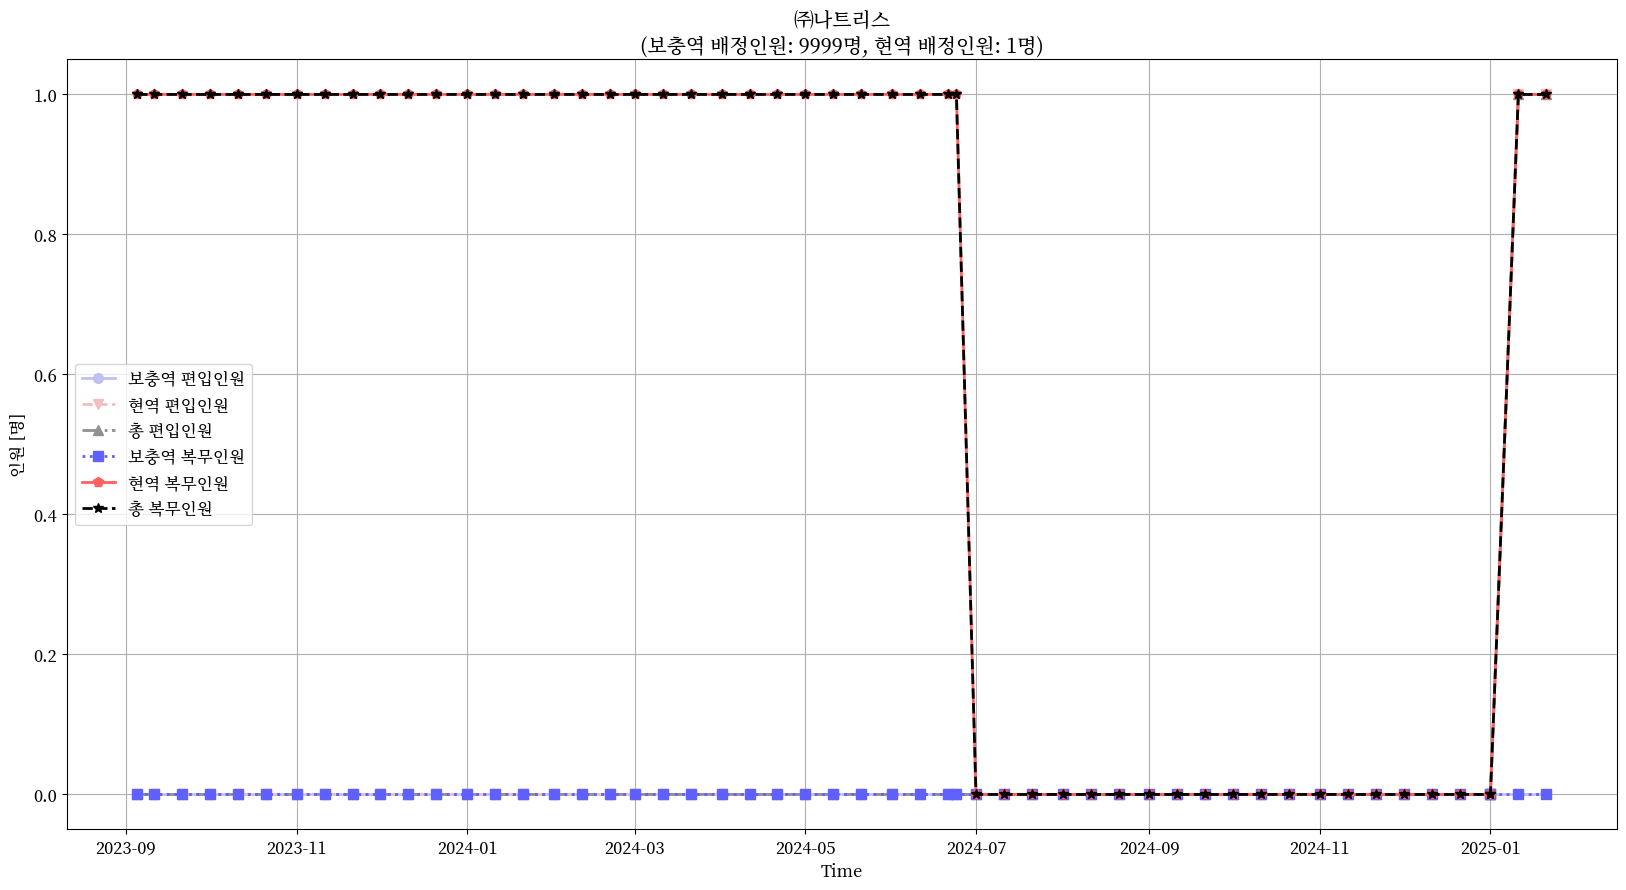 ㈜나트리스
(보충역 배정인원: 9999명, 현역 배정인원: 1명)
1.0
0.8
0.6
0.4
0.2
0.0
인원 [명]
보충역 편입인원
현역 편입인원
총 편입인원
보충역 복무인원
현역 복무인원
총 복무인원
2023-09
2023-11
2024-01
2024-03
2024-05
2024-07
2024-09
2024-11
2025-01
Time